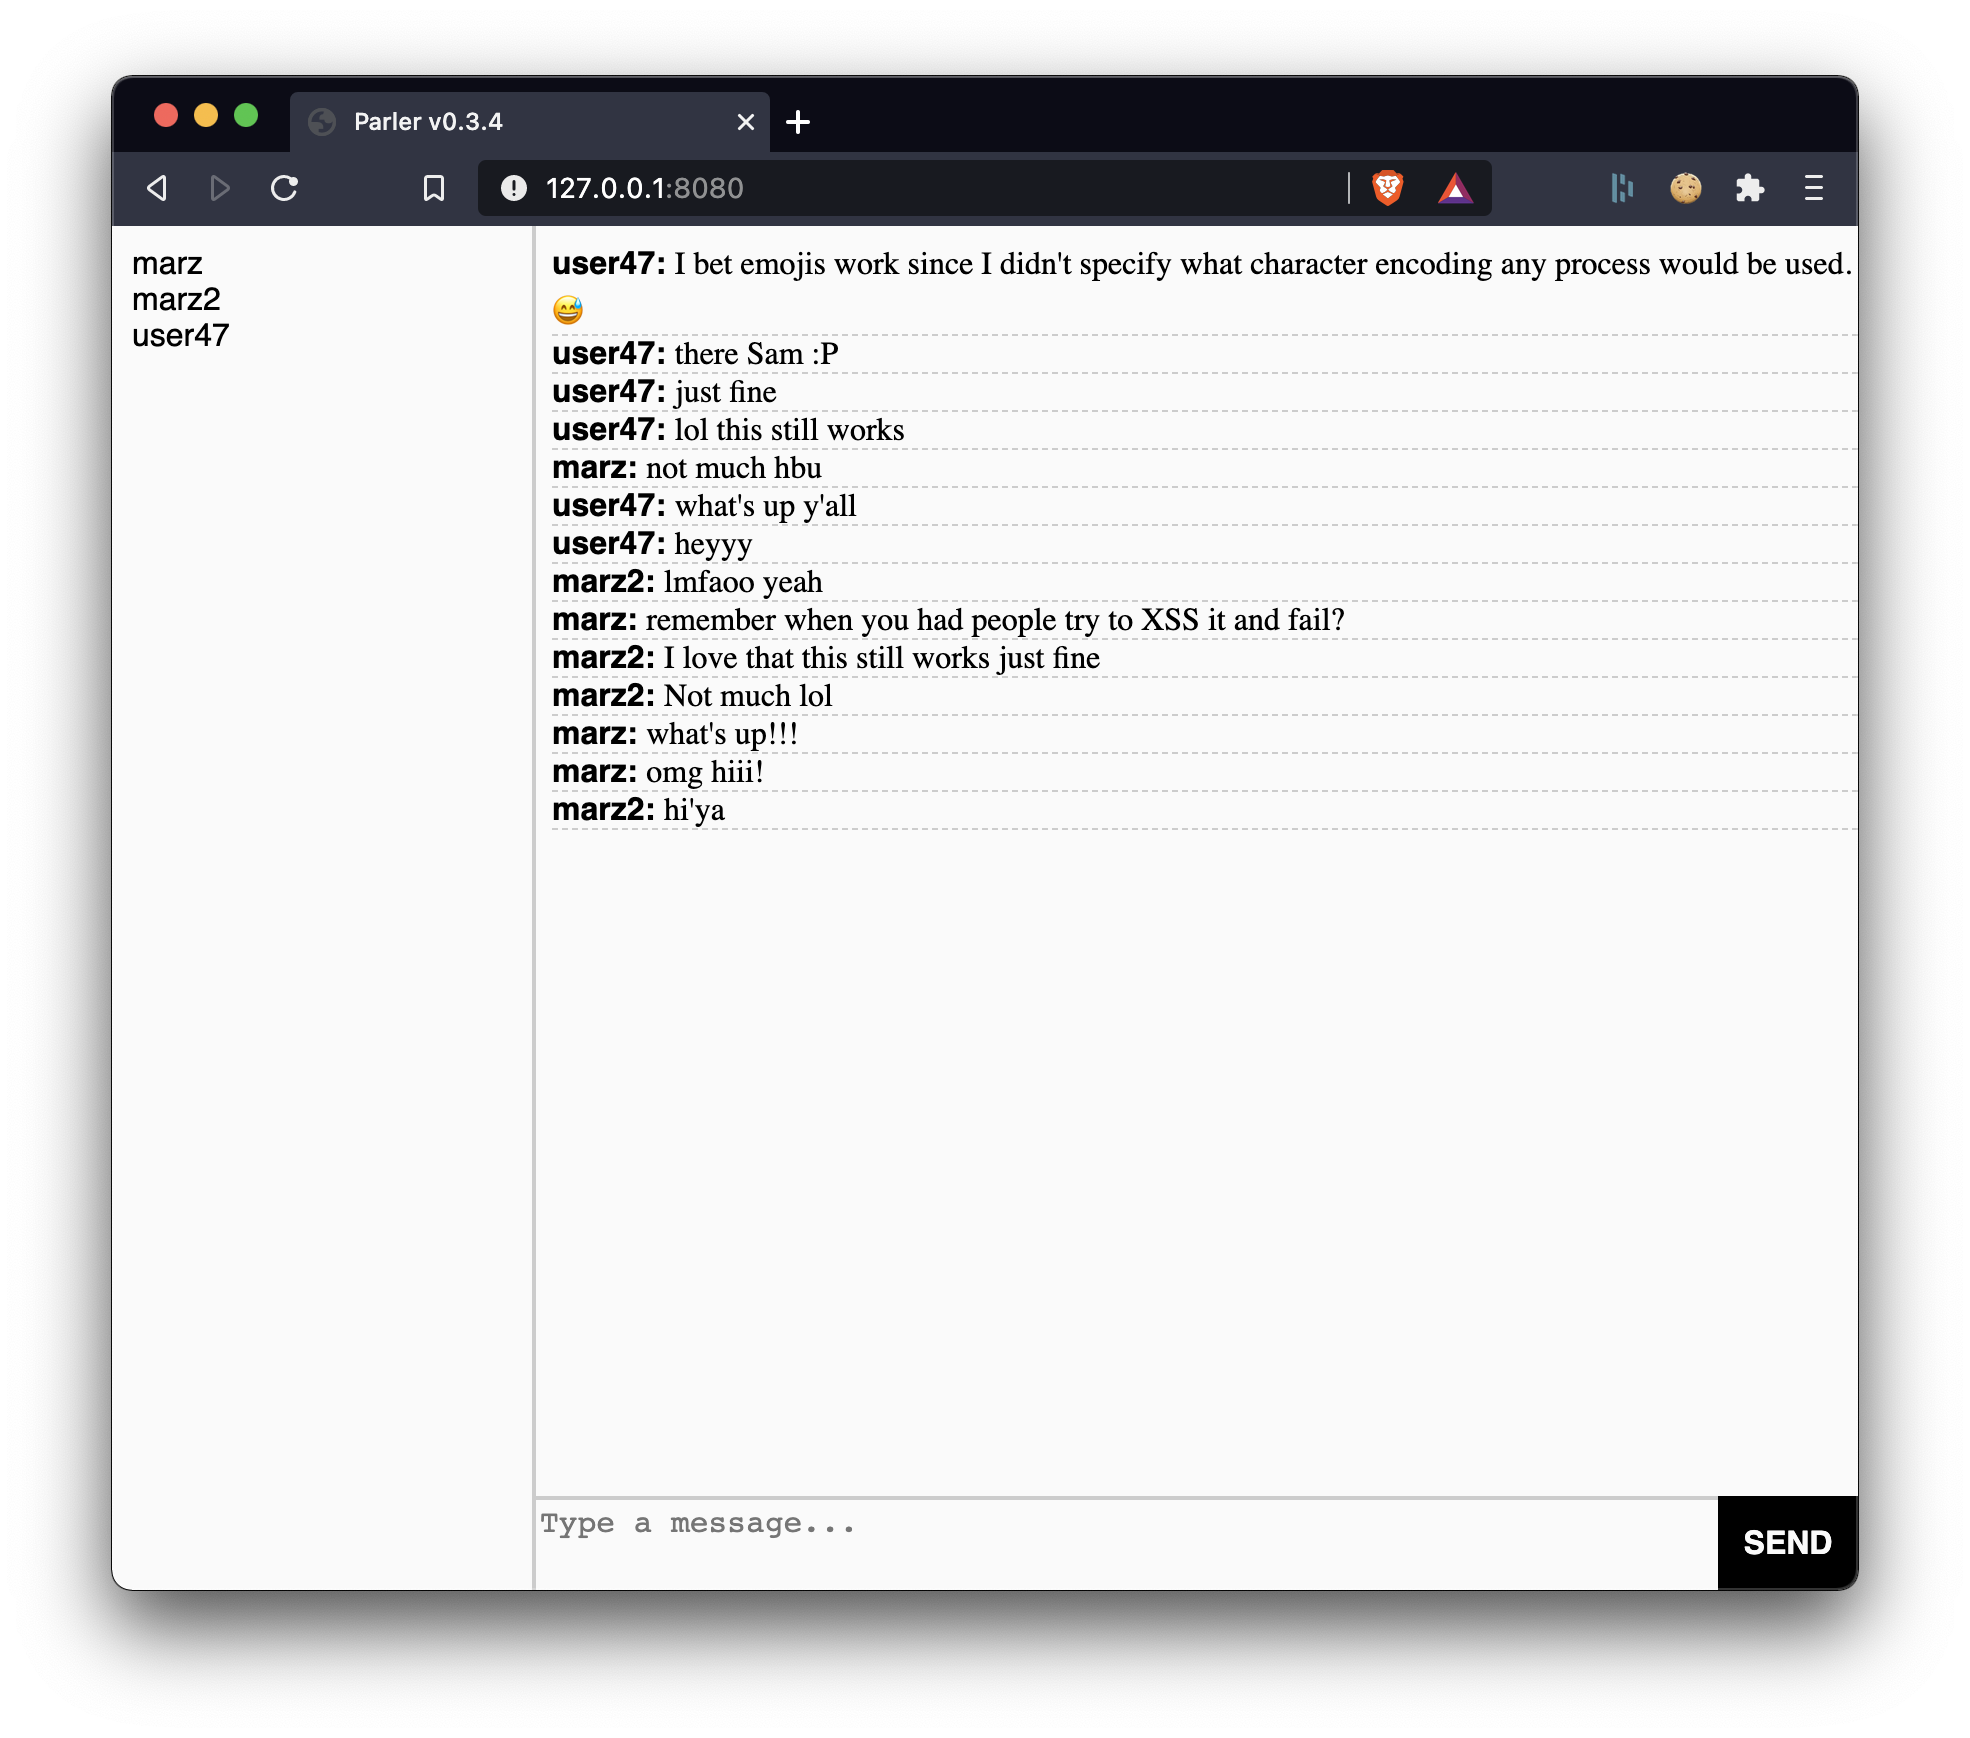 Parler v0.3.4
127.0.0.1:8080
marz
marz2
user47
user47: I bet emojis work since I didn't specify what character encoding any process would be used.
😅
user47: there Sam :P
user47: just fine
user47: lol this still works
marz: not much hbu
user47: what's up y'all
user47: heyyy
marz2: lmfaoo yeah
marz: remember when you had people try to XSS it and fail?
marz2: I love that this still works just fine
marz2: Not much lol
marz: what's up!!!
marz: omg hiii!
marz2: hi'ya
Type a message...
SEND